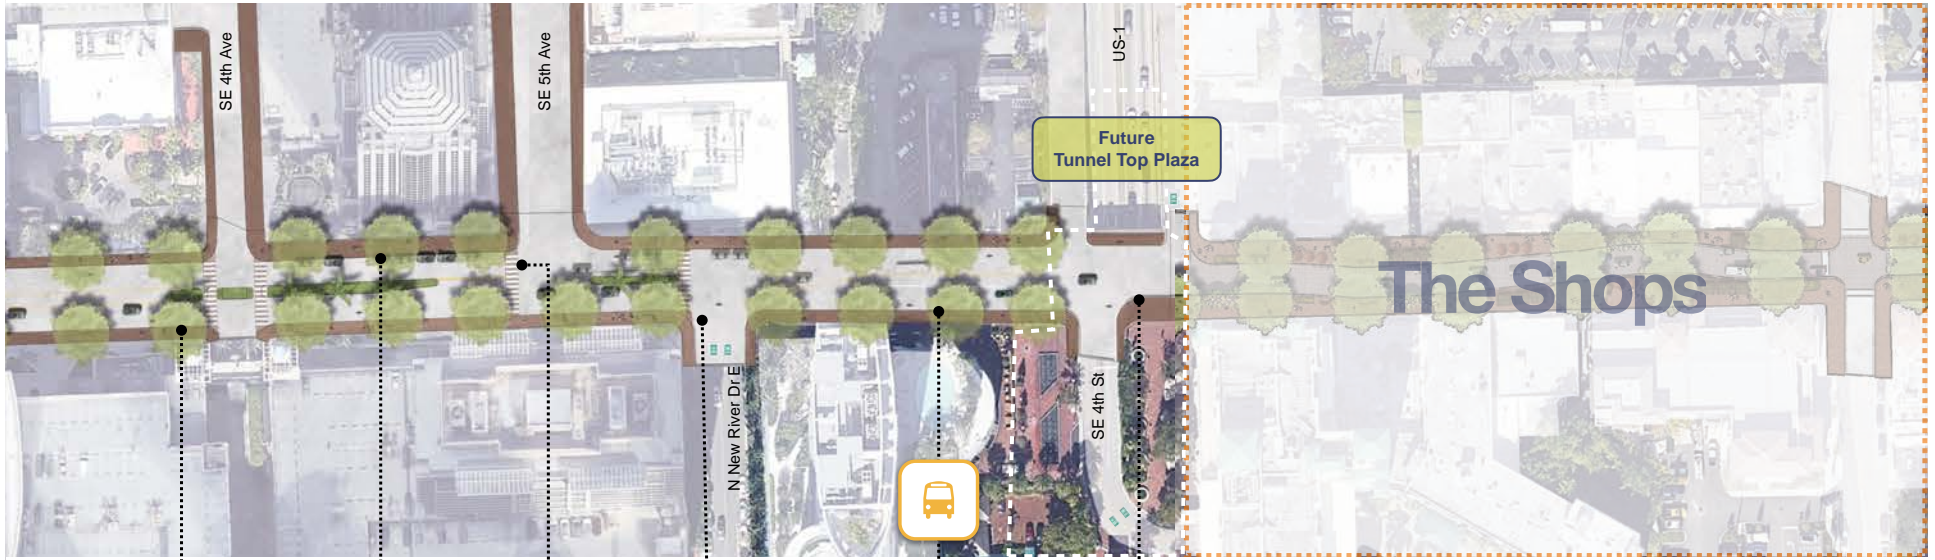 SE 4th Ave
SE 5th Ave
US-1
Future
Tunnel Top Plaza
The Shops
N New River Dr E
SE 4th St